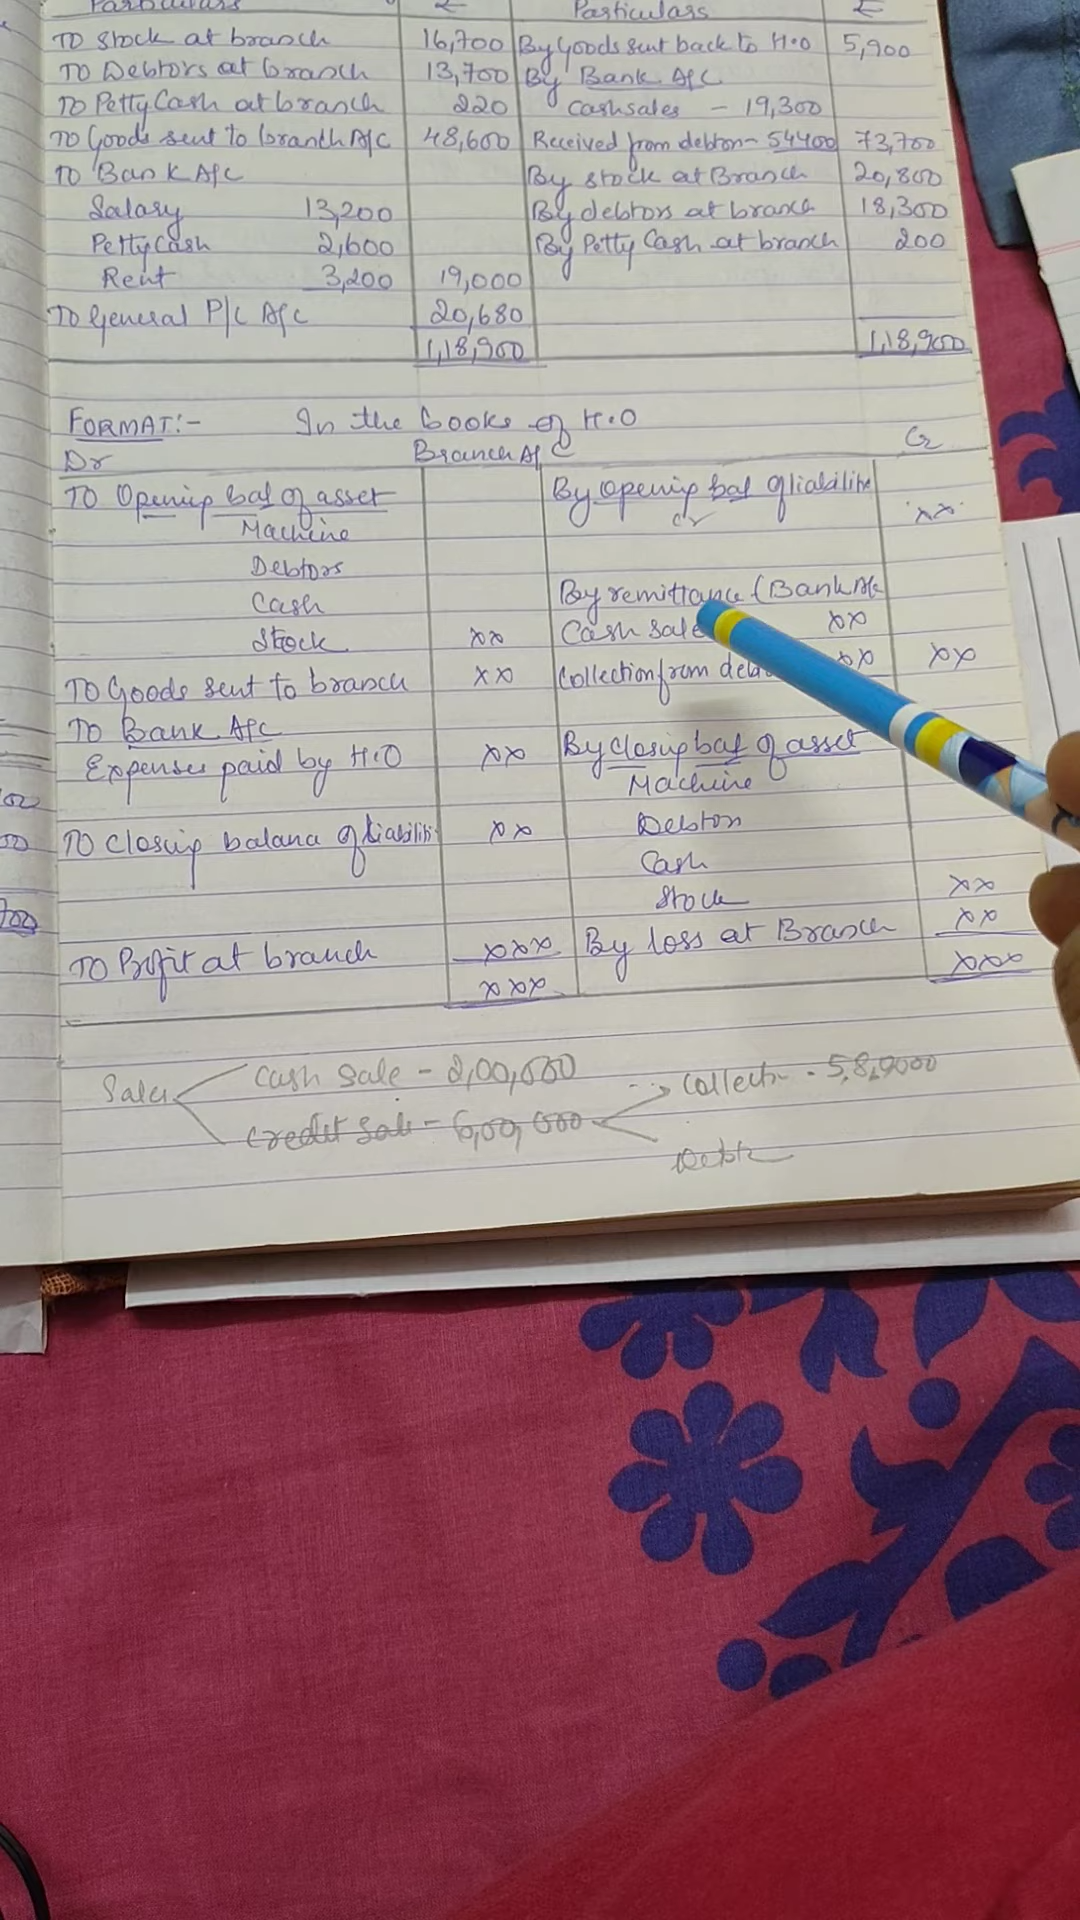 Particulars ₹ Particulars ₹
To Stock at branch 16,700 By Goods sent back to H.O 5,900
To Debtors at branch 13,700 By Bank A/C
To Petty Cash at branch 220 Cash sales - 19,300
To Goods sent to branch A/C 48,600 Received from debtors - 54400 73,700
To Bank A/C By stock at Branch 20,800
Salary 13,200 By debtors at branch 18,300
Petty Cash 2,600 By Petty Cash at branch 200
Rent 3,200 19,000
To General P/L A/C 20,680
1,18,900 1,18,900
FORMAT:- In the books of H.O
Dr Branch A/C Cr
To Opening bal of asset By Opening bal of liabilities xx
Machine cr
Debtors
Cash By remittance (Bank A/c
Stock xx Cash sale xx
To Goods sent to branch xx Collection from deb xx xx
To Bank A/C
Expenses paid by H.O xx By closing bal of asset
Machine
To Closing balance of liabiliti xx Debtors
Cash
Stock xx
To Profit at branch xxx By loss at Branch xx
xxx xxx
Sales Cash Sale - 2,00,000 Collectn - 5,8,9000
Credit Sale - 6,00,000
Debts